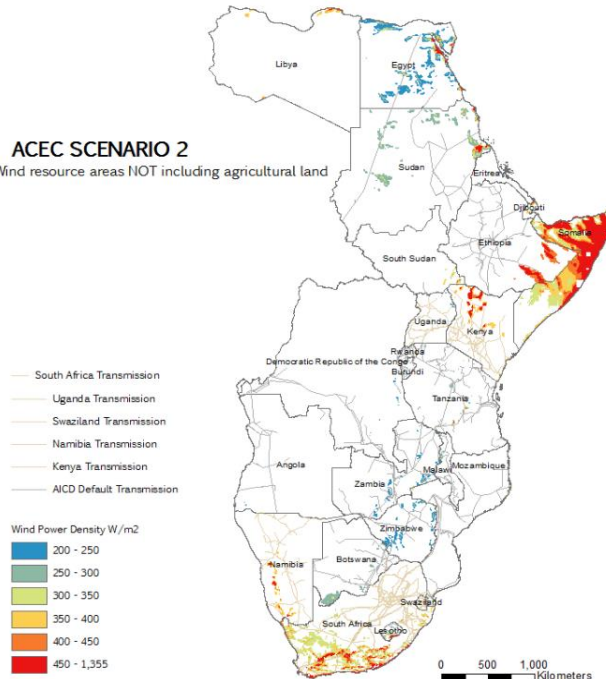 Libya
Egypt
ACEC SCENARIO 2
Wind resource areas NOT including agricultural land
Sudan
Eritrea
Djibouti
Somalia
Ethiopia
South Sudan
Uganda
Kenya
Rwanda
Democratic Republic of the Congo
Burundi
Tanzania
South Africa Transmission
Uganda Transmission
Swaziland Transmission
Namibia Transmission
Kenya Transmission
AICD Default Transmission
Angola
Zambia
Malawi
Mozambique
Zimbabwe
Wind Power Density W/m2
200 - 250
250 - 300
300 - 350
350 - 400
400 - 450
450 - 1,355
Namibia
Botswana
Swaziland
South Africa
Lesotho
0 500 1,000
Kilometers